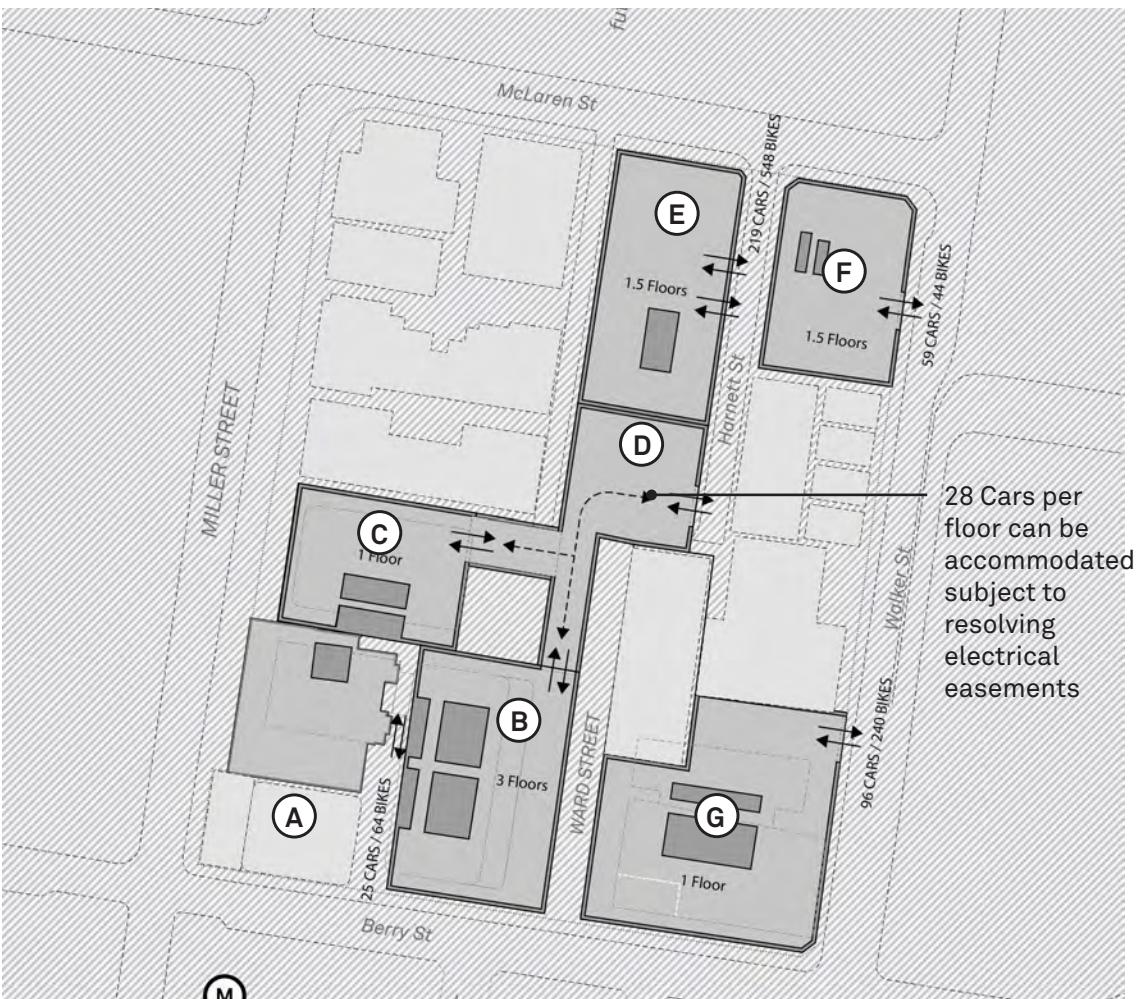 fu
McLaren St
219 CARS / 548 BIKES
E
1.5 Floors
F
1.5 Floors
59 CARS / 44 BIKES
Harnett St
MILLER STREET
D
28 Cars per
floor can be
accommodated
subject to
resolving
electrical
easements
C
1 Floor
Walker St
B
3 Floors
WARD STREET
96 CARS / 240 BIKES
A
25 CARS / 64 BIKES
G
1 Floor
Berry St
M